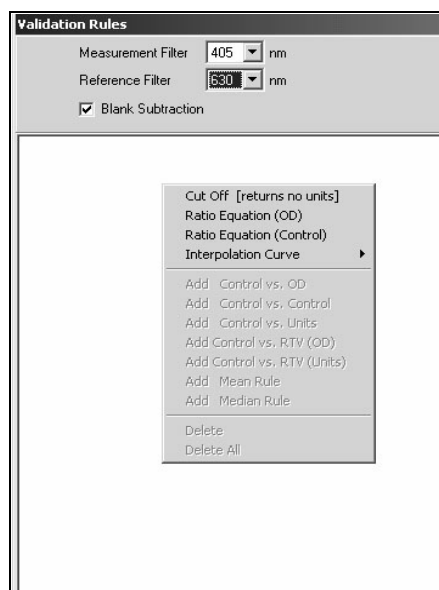 Validation Rules
Measurement Filter 405 nm
Reference Filter 630 nm
Blank Subtraction
Cut Off [returns no units]
Ratio Equation (OD)
Ratio Equation (Control)
Interpolation Curve
Add Control vs. OD
Add Control vs. Control
Add Control vs. Units
Add Control vs. RTV (OD)
Add Control vs. RTV (Units)
Add Mean Rule
Add Median Rule
Delete
Delete All